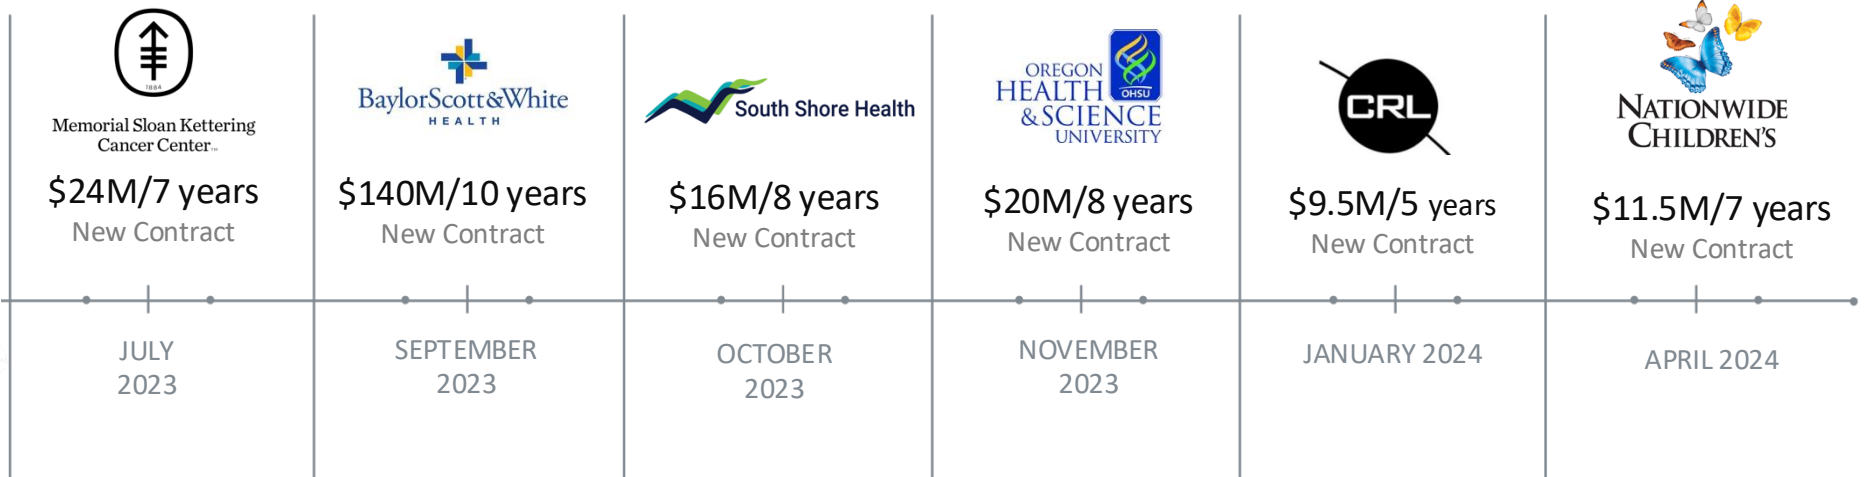 1884
Memorial Sloan Kettering
Cancer Center™
$24M/7 years
New Contract
JULY
2023
BaylorScott&White
HEALTH
$140M/10 years
New Contract
SEPTEMBER
2023
South Shore Health
$16M/8 years
New Contract
OCTOBER
2023
OREGON
HEALTH
&SCIENCE
UNIVERSITY
OHSU
$20M/8 years
New Contract
NOVEMBER
2023
CRL
$9.5M/5 years
New Contract
JANUARY 2024
NATIONWIDE
CHILDREN'S
$11.5M/7 years
New Contract
APRIL 2024